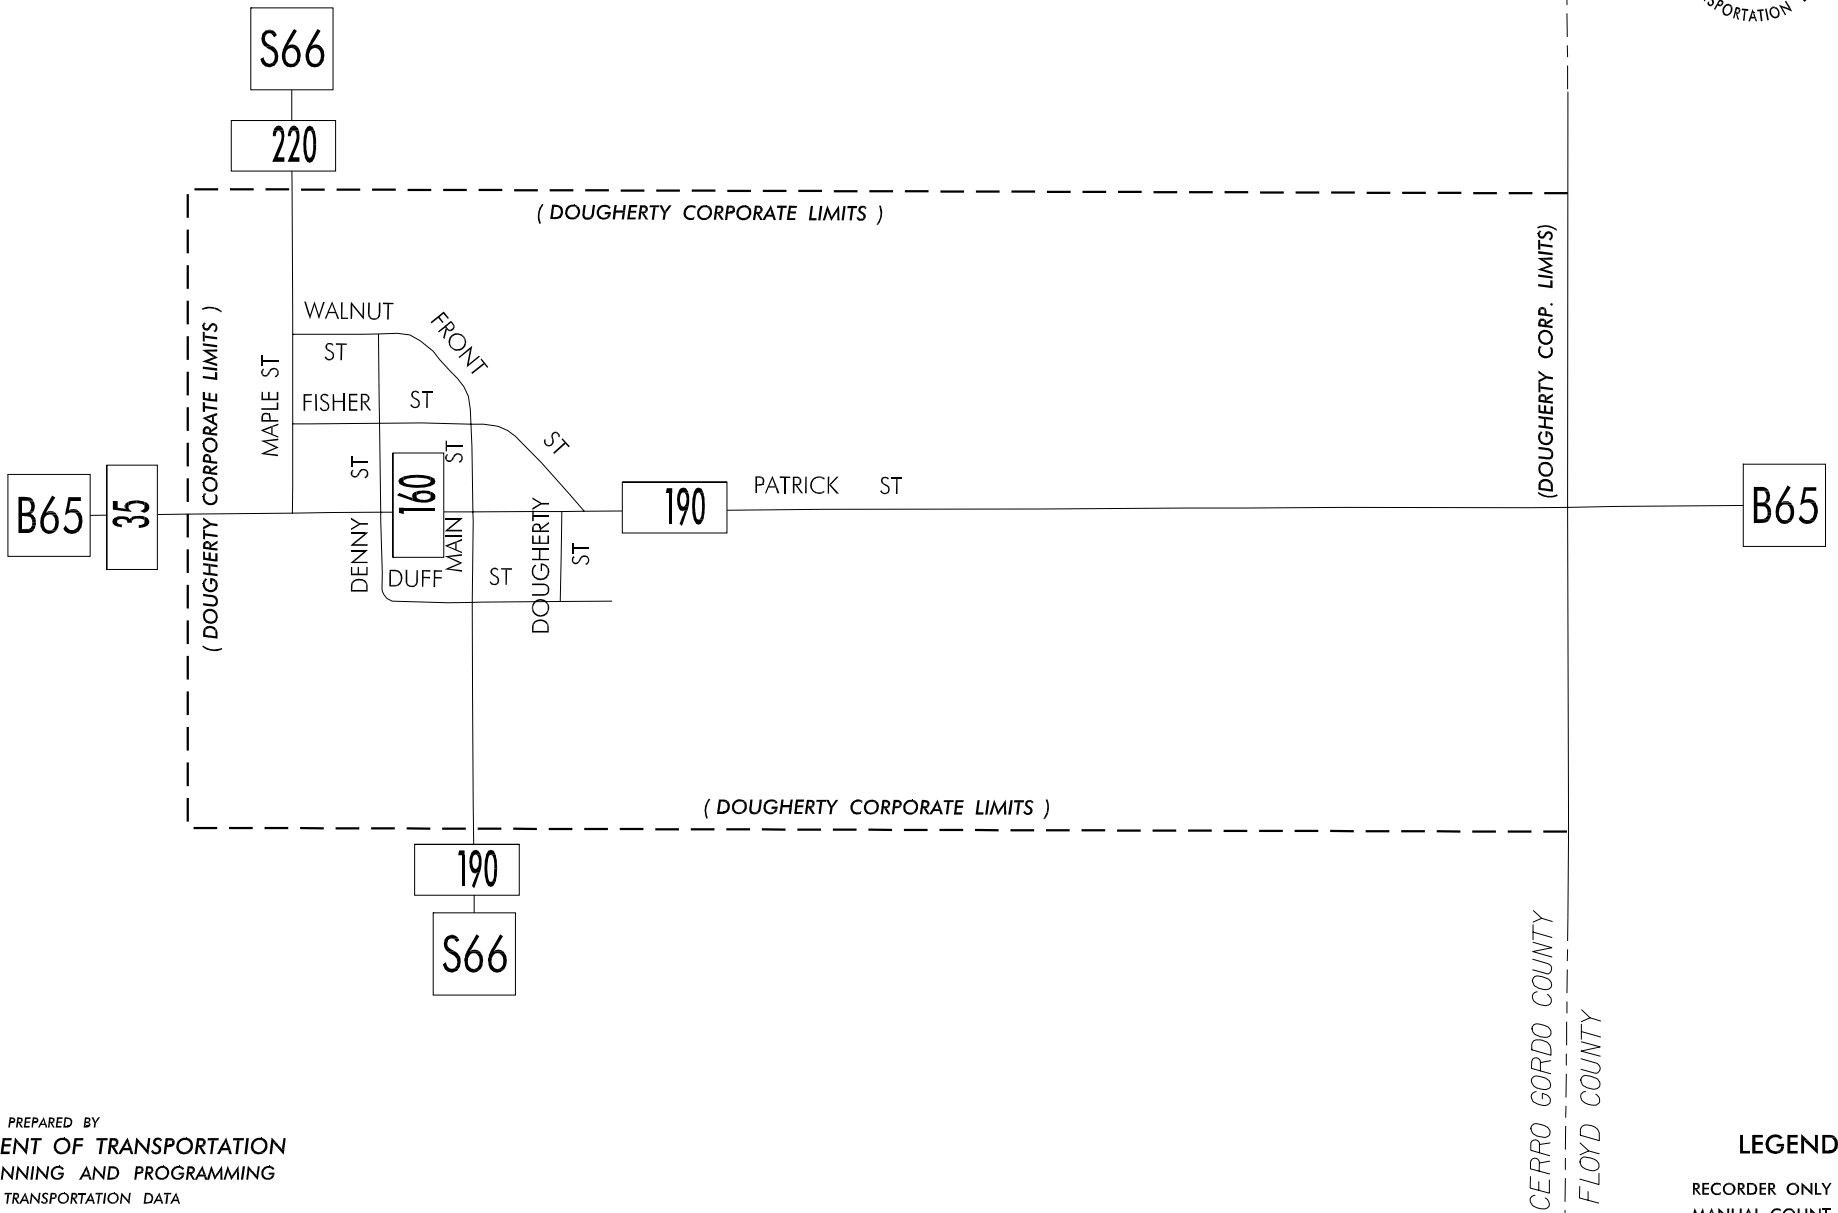 S66
220
( DOUGHERTY CORPORATE LIMITS )
(DOUGHERTY CORP. LIMITS)
( DOUGHERTY CORPORATE LIMITS )
WALNUT
ST
FRONT
ST
MAPLE ST
FISHER ST
B65
35
DENNY ST
160
MAIN ST
DOUGHERTY
ST
190
PATRICK ST
B65
DUFF ST
( DOUGHERTY CORPORATE LIMITS )
190
S66
CERRO GORDO COUNTY
FLOYD COUNTY
PREPARED BY
ENT OF TRANSPORTATION
NNING AND PROGRAMMING
TRANSPORTATION DATA
LEGEND
RECORDER ONLY
MANUAL COUNT
SPORTATION